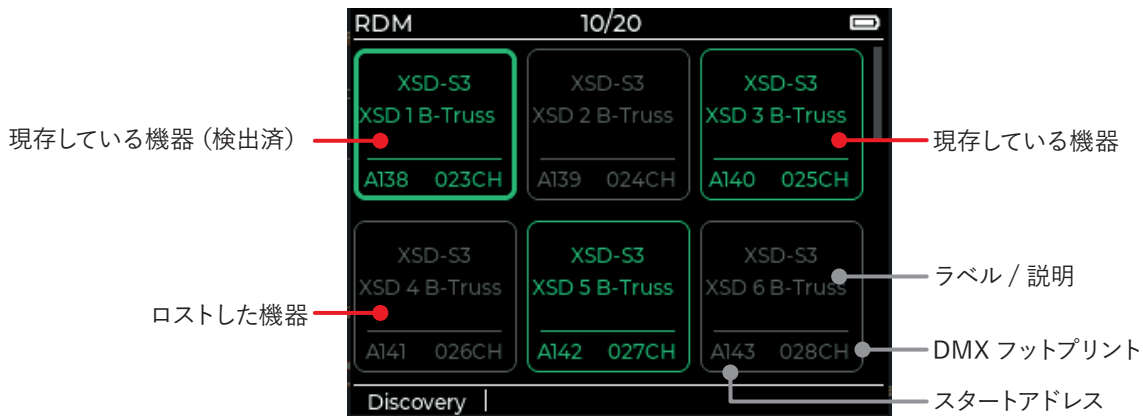 RDM 10/20
XSD-S3 XSD-S3 XSD-S3
XSD 1 B-Truss XSD 2 B-Truss XSD 3 B-Truss
現存している機器（検出済） 現存している機器
A138 023CH A139 024CH A140 025CH
XSD-S3 XSD-S3 XSD-S3
XSD 4 B-Truss XSD 5 B-Truss XSD 6 B-Truss ラベル / 説明
ロストした機器
A141 026CH A142 027CH A143 028CH DMX フットプリント
Discovery スタートアドレス